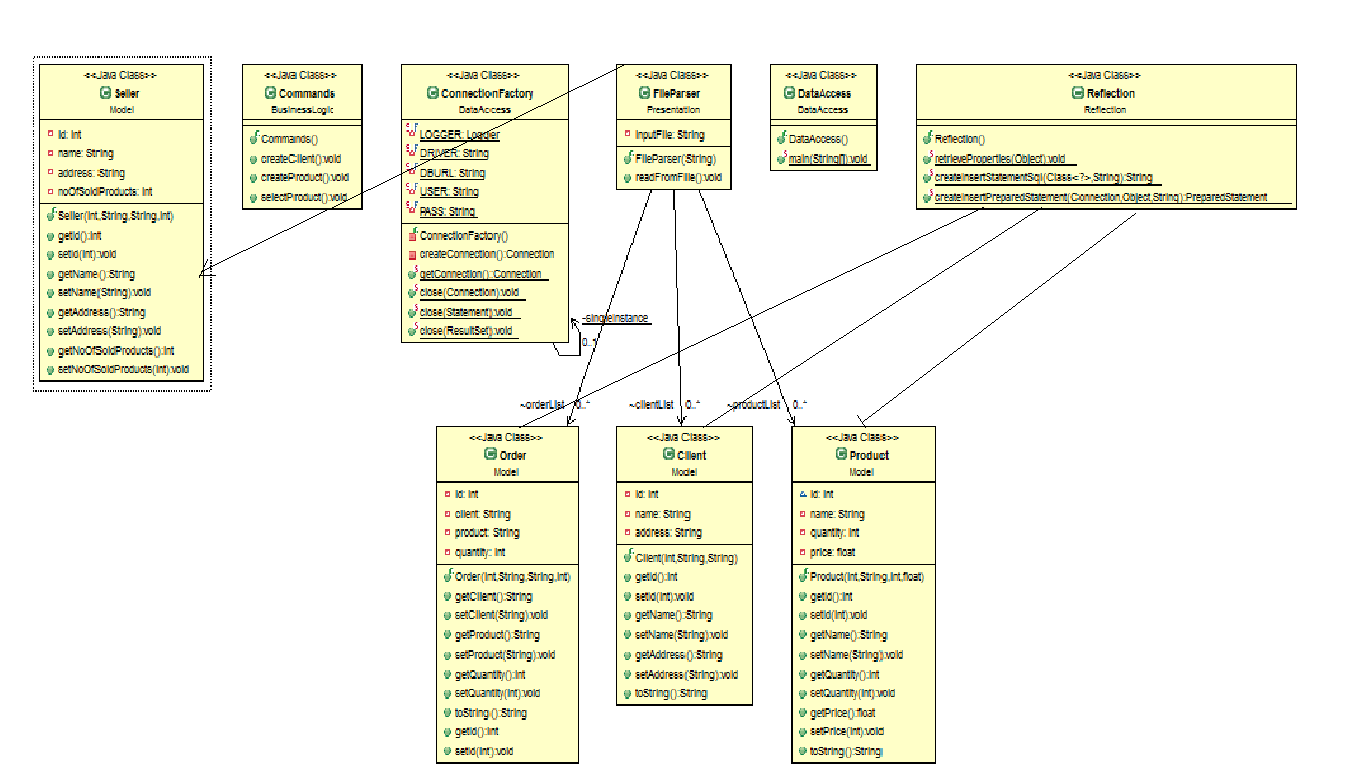 <<Java Class>>
Seller
Model
id: int
name: String
address: String
noOfSoldProducts: int
Seller(int,String,String,int)
getId():int
setId(int):void
getName():String
setName(String):void
getAddress():String
setAddress(String):void
getNoOfSoldProducts():int
setNoOfSoldProducts(int):void
<<Java Class>>
Commands
BusinessLogic
Commands()
createClient():void
createProduct():void
selectProduct():void
<<Java Class>>
ConnectionFactory
DataAccess
LOGGER: Logger
DRIVER: String
DBURL: String
USER: String
PASS: String
ConnectionFactory()
createConnection():Connection
getConnection():Connection
close(Connection):void
close(Statement):void
close(ResultSet):void
-singleInstance
0..*
<<Java Class>>
FileParser
Presentation
inputFile: String
FileParser(String)
readFromFile():void
<<Java Class>>
DataAccess
DataAccess
DataAccess()
main(String[]):void
<<Java Class>>
Reflection
Reflection
Reflection()
retrieveProperties(Object):void
createInsertStatementSql(Class<?>,String):String
createInsertPreparedStatement(Connection,Object,String):PreparedStatement
~orderList 0..*
~clientList 0..*
~productList 0..*
<<Java Class>>
Order
Model
id: int
client: String
product: String
quantity: int
Order(int,String,String,int)
getClient():String
setClient(String):void
getProduct():String
setProduct(String):void
getQuantity():int
setQuantity(int):void
toString():String
getId():int
setId(int):void
<<Java Class>>
Client
Model
id: int
name: String
address: String
Client(int,String,String)
getId():int
setId(int):void
getName():String
setName(String):void
getAddress():String
setAddress(String):void
toString():String
<<Java Class>>
Product
Model
id: int
name: String
quantity: int
price: float
Product(int,String,int,float)
getId():int
setId(int):void
getName():String
setName(String):void
getQuantity():int
setQuantity(int):void
getPrice():float
setPrice(int):void
toString():String